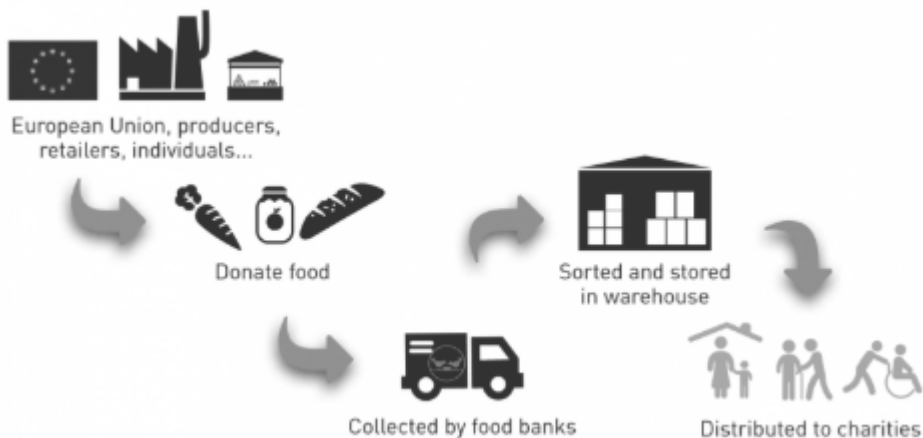 European Union, producers,
retailers, individuals...
Donate food
Collected by food banks
Sorted and stored
in warehouse
Distributed to charities